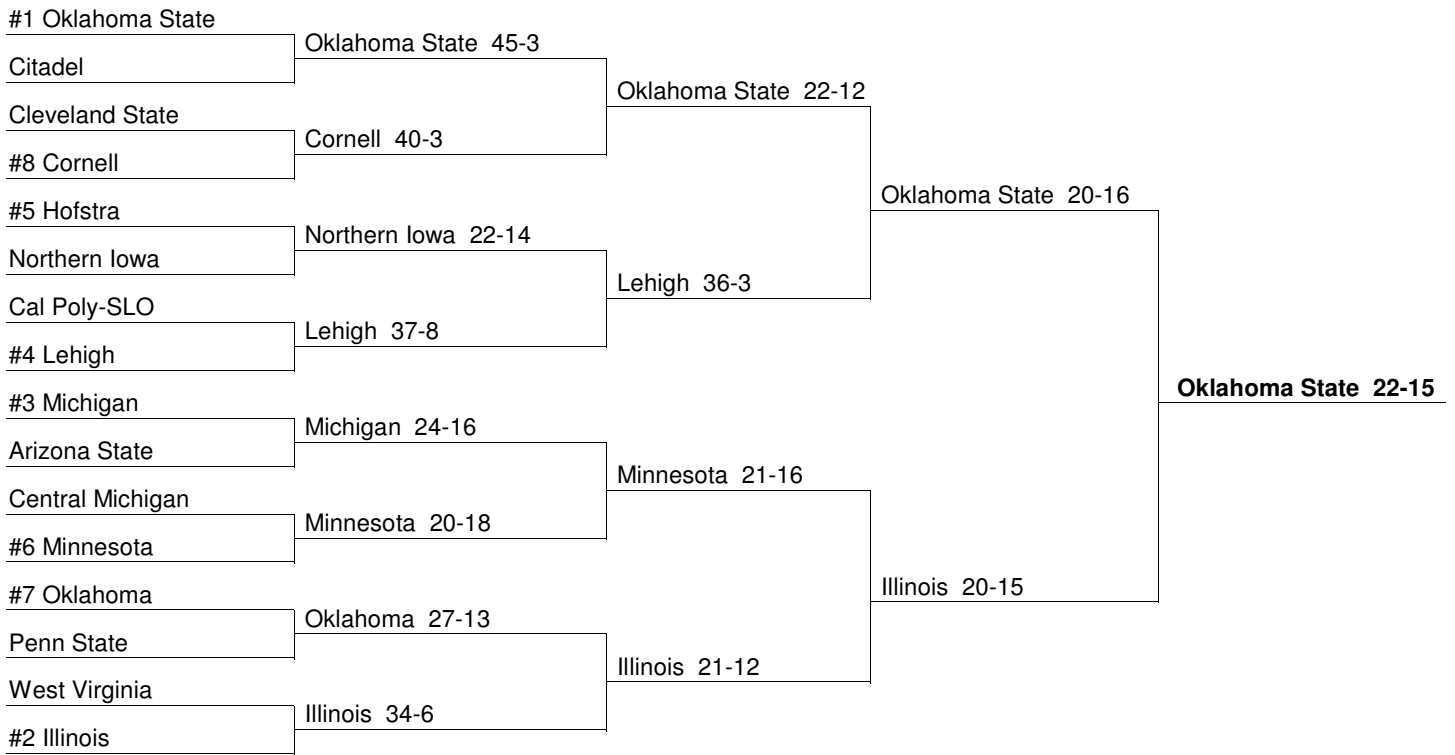 #1 Oklahoma State
Citadel
Cleveland State
#8 Cornell
#5 Hofstra
Northern Iowa
Cal Poly-SLO
#4 Lehigh
#3 Michigan
Arizona State
Central Michigan
#6 Minnesota
#7 Oklahoma
Penn State
West Virginia
#2 Illinois
Oklahoma State 45-3
Cornell 40-3
Northern Iowa 22-14
Lehigh 37-8
Michigan 24-16
Minnesota 20-18
Oklahoma 27-13
Illinois 34-6
Oklahoma State 22-12
Lehigh 36-3
Minnesota 21-16
Illinois 21-12
Oklahoma State 20-16
Illinois 20-15
Oklahoma State 22-15